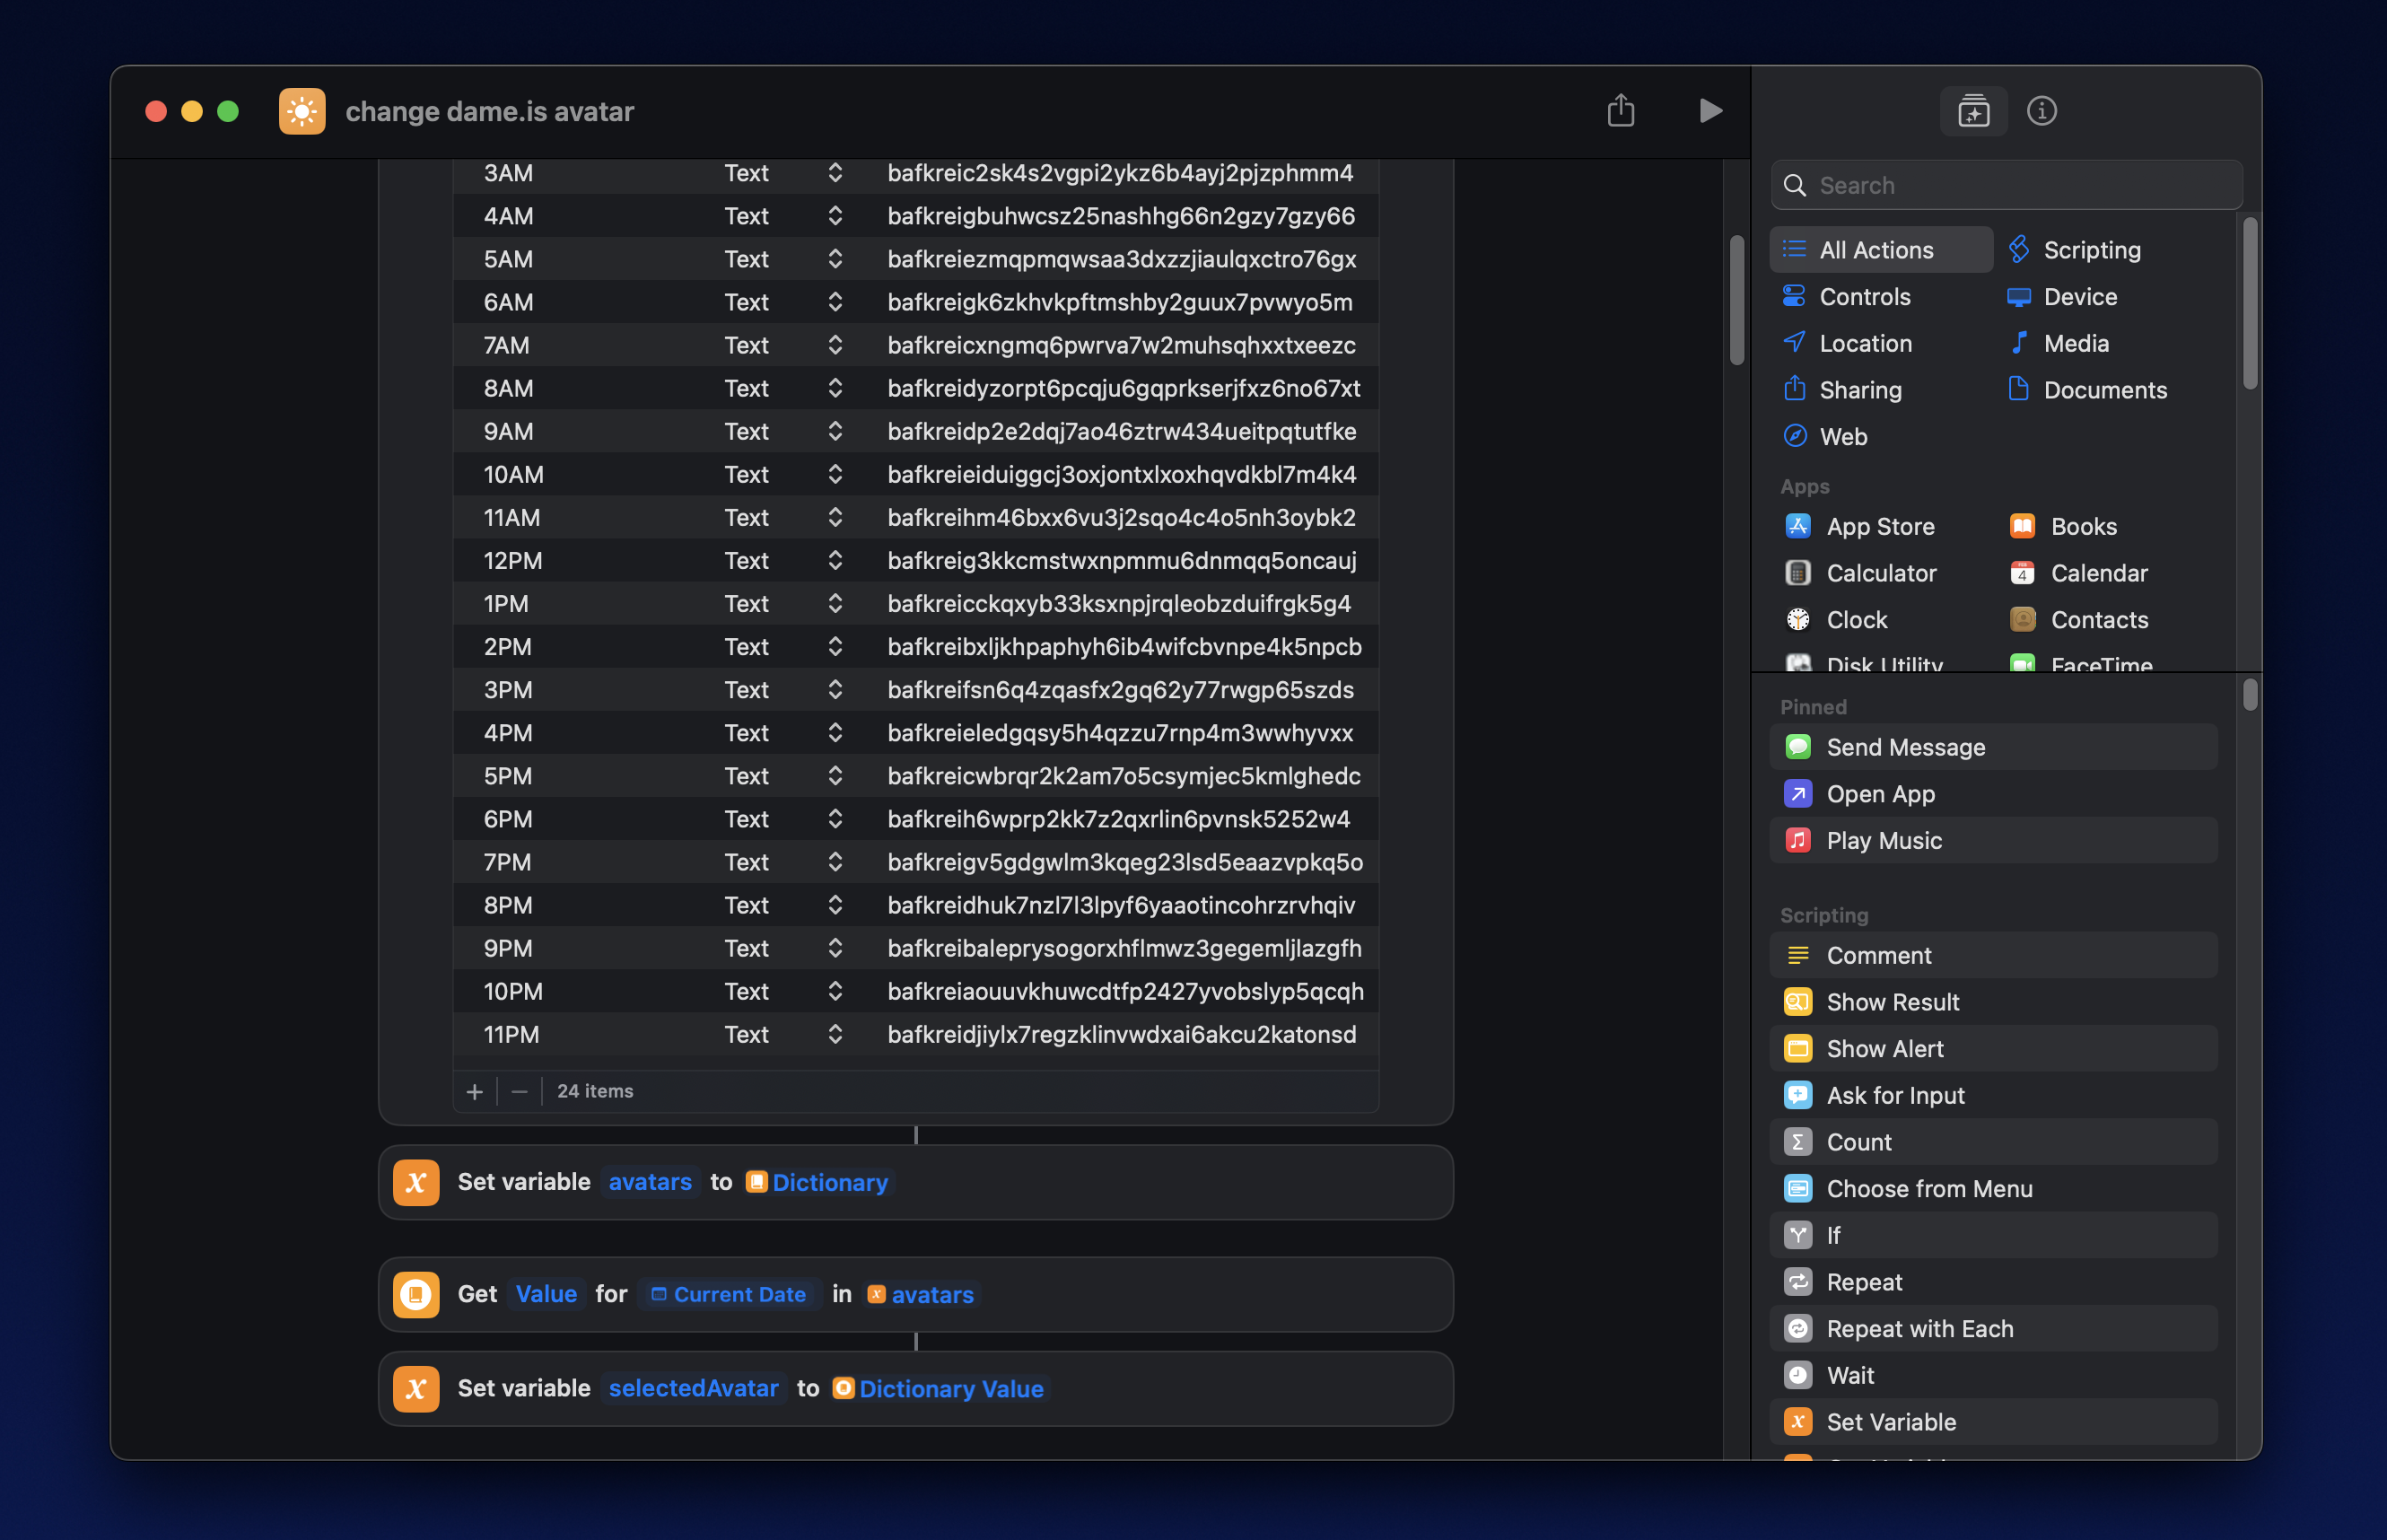 change dame.is avatar
3AM Text bafkreic2sk4s2vgpi2ykz6b4ayj2pjzphmm4
4AM Text bafkreigbuhwcsz25nashhg66n2gzy7gzy66
5AM Text bafkreiezmqpmqwsaa3dxzzjiaulqxctro76gx
6AM Text bafkreigk6zkhvkpftmshby2guux7pvwyo5m
7AM Text bafkreicxngmq6pwrva7w2muhsqhxxtxeezc
8AM Text bafkreidyzorpt6pcqju6gqprkserjfxz6no67xt
9AM Text bafkreidp2e2dqj7ao46ztrw434ueitpqtutfke
10AM Text bafkreieiduiggcj3oxjontxlxoxhqvdkbl7m4k4
11AM Text bafkreihm46bxx6vu3j2sqo4c4o5nh3oybk2
12PM Text bafkreig3kkcmstwxnpmmu6dnmqq5oncauj
1PM Text bafkreicckqxyb33ksxnpjrqleobzduifrgk5g4
2PM Text bafkreibxljkhpaphyh6ib4wifcbvnpe4k5npcb
3PM Text bafkreifsn6q4zqasfx2gq62y77rwgp65szds
4PM Text bafkreieledgqsy5h4qzzu7rnp4m3wwhyvxx
5PM Text bafkreicwbrqr2k2am7o5csymjec5kmlghedc
6PM Text bafkreih6wprp2kk7z2qxrlin6pvnsk5252w4
7PM Text bafkreigv5gdgwlm3kqeg23lsd5eaazvpkq5o
8PM Text bafkreidhuk7nzl7l3lpyf6yaaotincohrzrvhqiv
9PM Text bafkreibaleprysogorxhflmwz3gegemljlazgfh
10PM Text bafkreiaouuvkhuwcdtfp2427yvobslyp5qcqh
11PM Text bafkreidjiylx7regzklinvwdxai6akcu2katonsd
24 items
Set variable avatars to Dictionary
Get Value for Current Date in avatars
Set variable selectedAvatar to Dictionary Value
Search
All Actions Scripting
Controls Device
Location Media
Sharing Documents
Web
Apps
App Store Books
Calculator Calendar
Clock Contacts
Disk Utility FaceTime
Pinned
Send Message
Open App
Play Music
Scripting
Comment
Show Result
Show Alert
Ask for Input
Count
Choose from Menu
If
Repeat
Repeat with Each
Wait
Set Variable